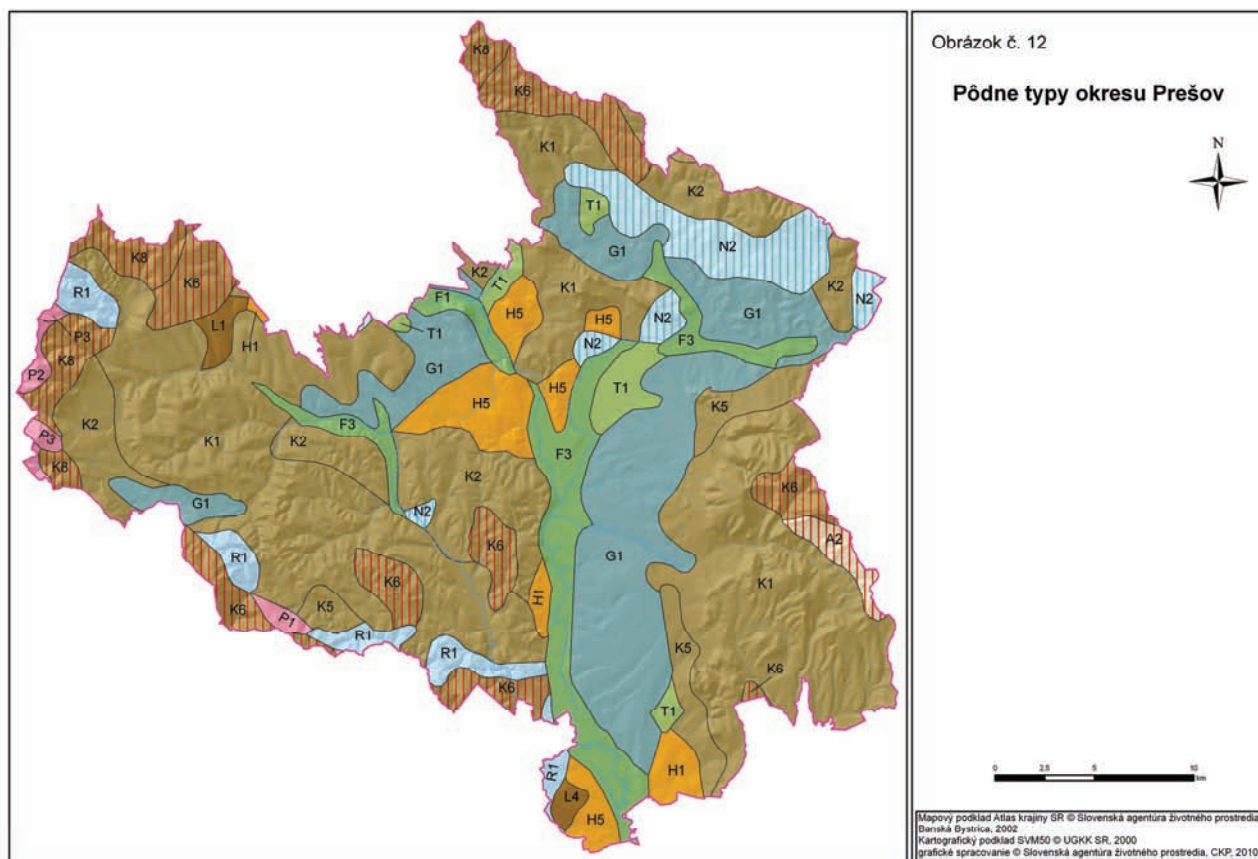 Obrázok č. 12
Pôdne typy okresu Prešov
N
K8
K6
K1
K2
T1
N2
G1
K2
N2
K8
K6
R1
L1
H1
P3
K8
P2
K2
P3
K8
K1
F1
K2
T1
T1
G1
H5
K1
H5
N2
N2
F3
G1
H5
H5
T1
K5
F3
K2
K2
F3
G1
N2
K6
K6
A2
G1
R1
K6
K5
P1
R1
K6
H1
K1
K5
R1
K6
K6
T1
R1
L4
H5
H1
0 2,5 5 10
km
Mapový podklad Atlas krajiny SR © Slovenská agentúra životného prostredia
Banská Bystrica, 2002
Kartografický podklad SVM50 © UGKK SR, 2000
grafické spracovanie © Slovenská agentúra životného prostredia, CKP, 2010